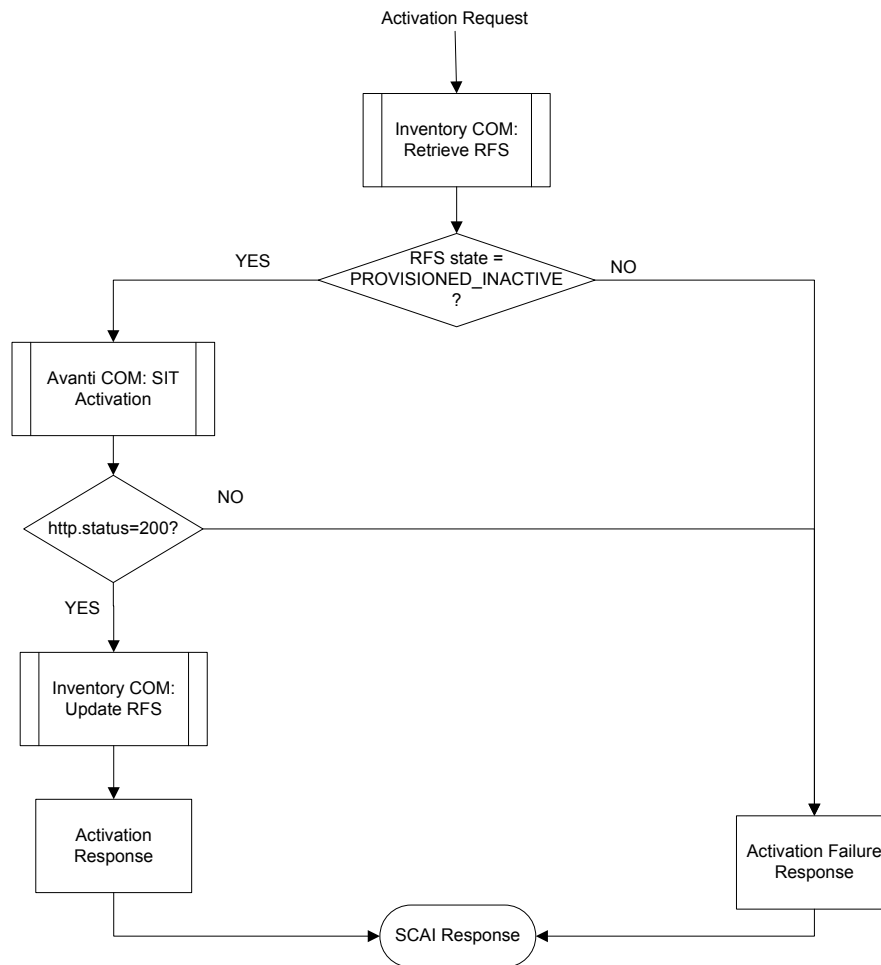 Activation Request
Inventory COM:
Retrieve RFS
RFS state =
PROVISIONED_INACTIVE
?
YES
NO
Avanti COM: SIT
Activation
http.status=200?
NO
YES
Inventory COM:
Update RFS
Activation
Response
Activation Failure
Response
SCAI Response